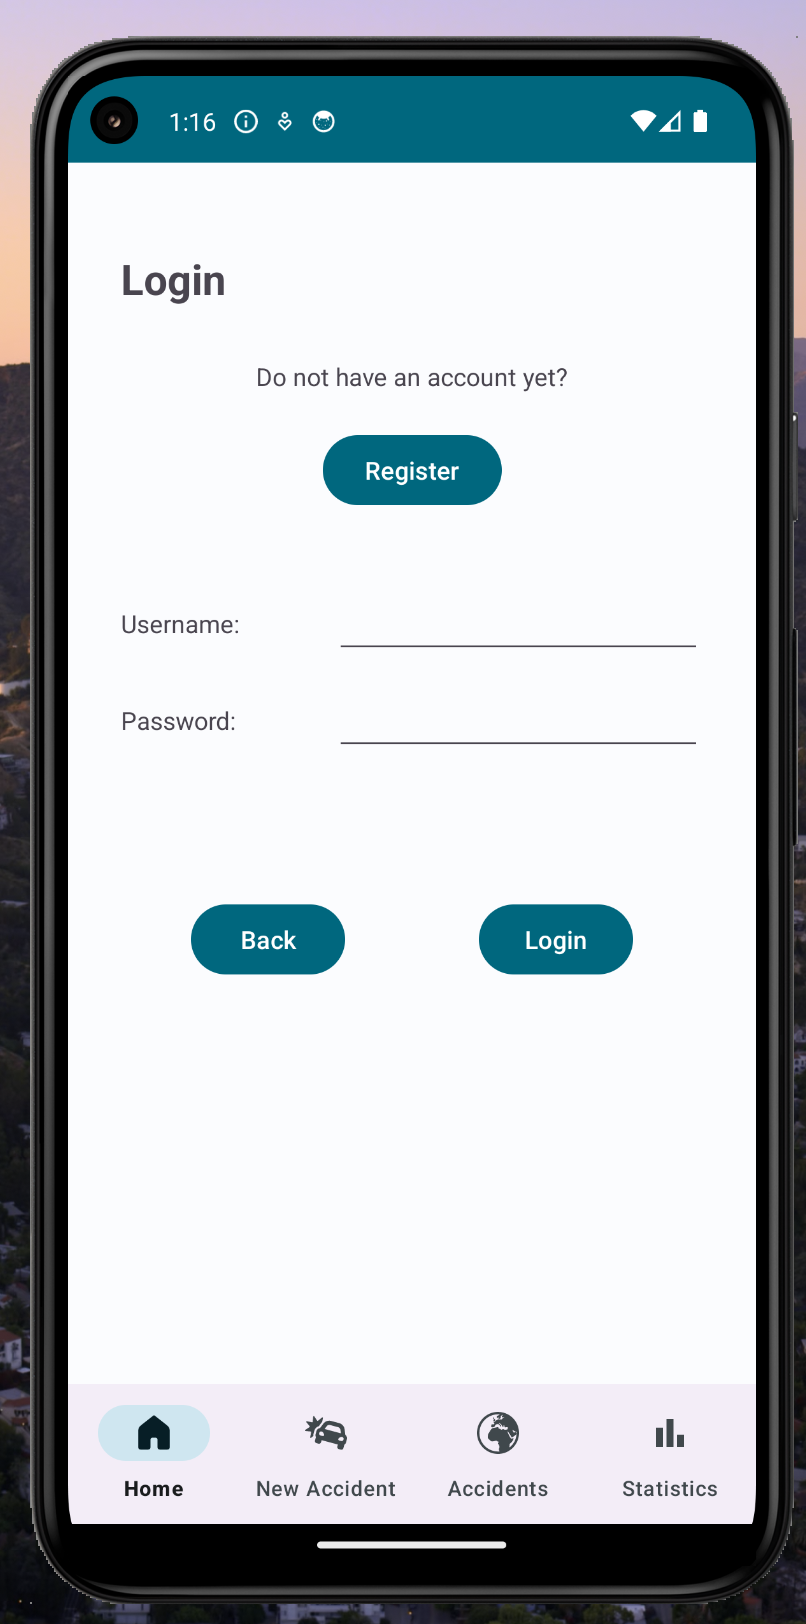 1:16
Login
Do not have an account yet?
Register
Username:
Password:
Back Login
Home New Accident Accidents Statistics